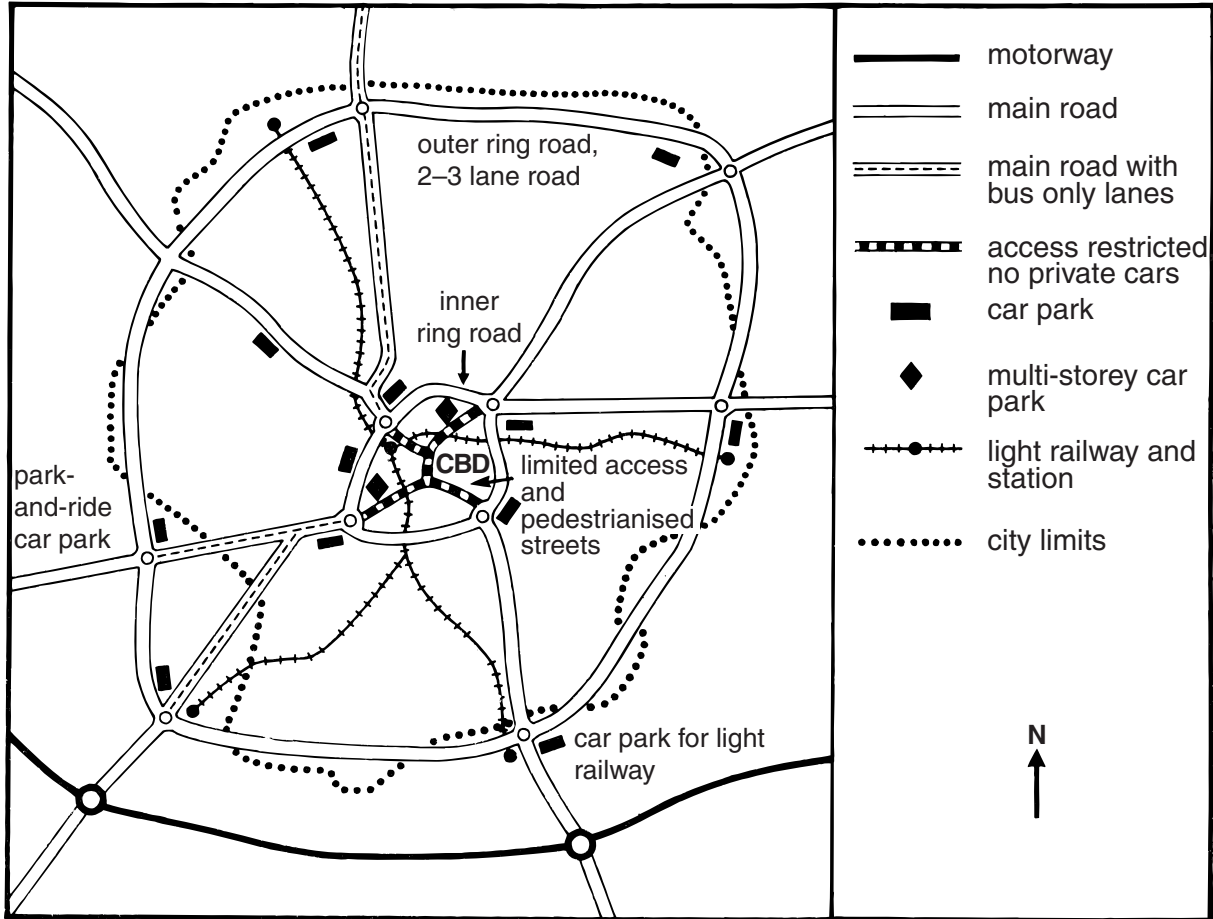 outer ring road,
2–3 lane road
inner
ring road
CBD
limited access
and
pedestrianised
streets
park-
and-ride
car park
car park for light
railway
motorway
main road
main road with
bus only lanes
access restricted
no private cars
car park
multi-storey car
park
light railway and
station
city limits
N